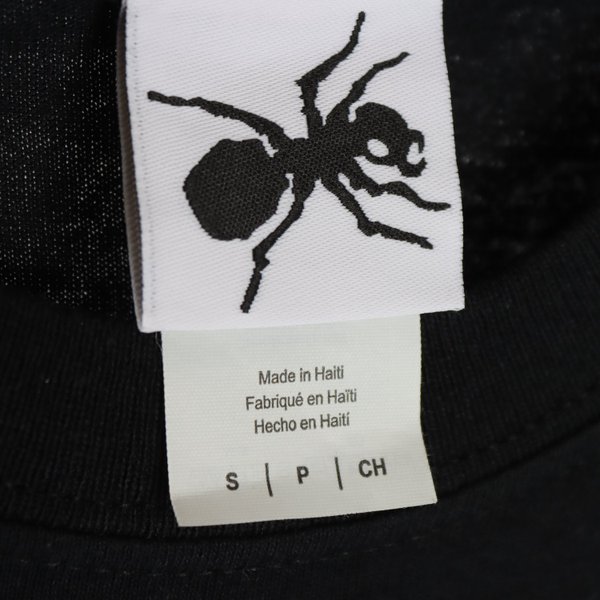 Made in Haiti
Fabriqué en Haïti
Hecho en Haití
S | P | CH